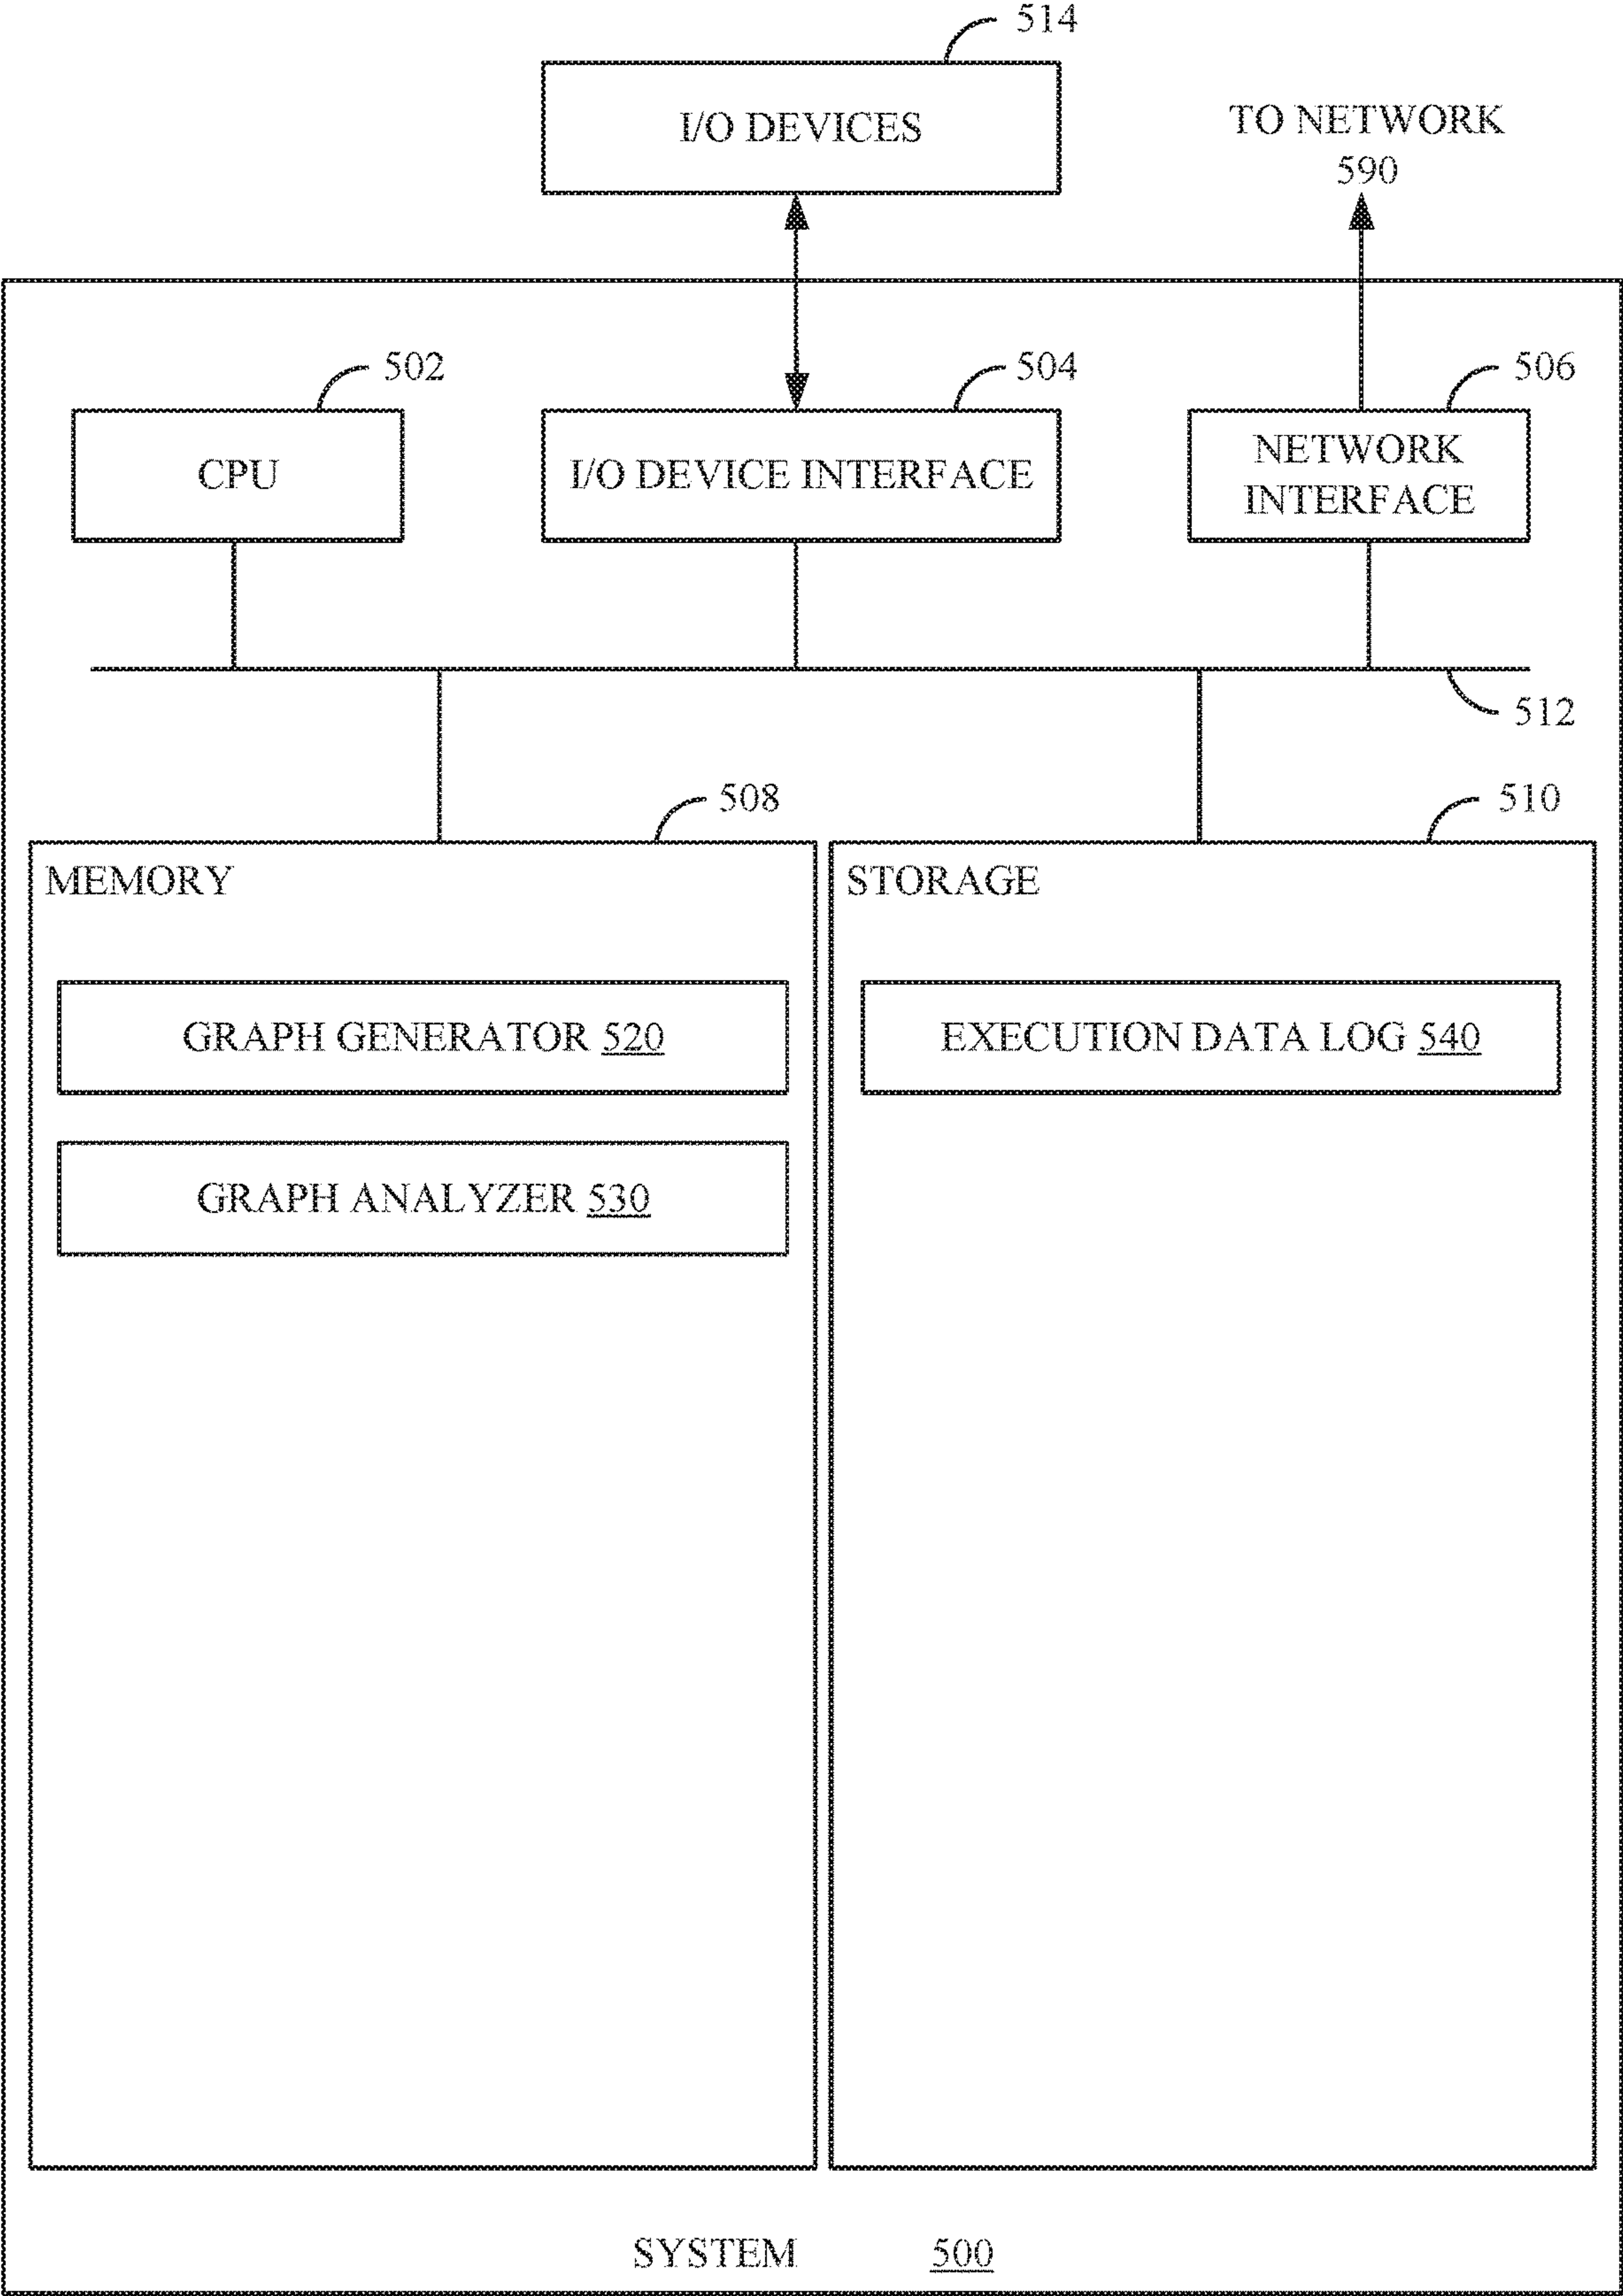 514
I/O DEVICES
TO NETWORK
590
502
504
506
CPU
I/O DEVICE INTERFACE
NETWORK
INTERFACE
512
508
510
MEMORY
STORAGE
GRAPH GENERATOR 520
EXECUTION DATA LOG 540
GRAPH ANALYZER 530
SYSTEM 500